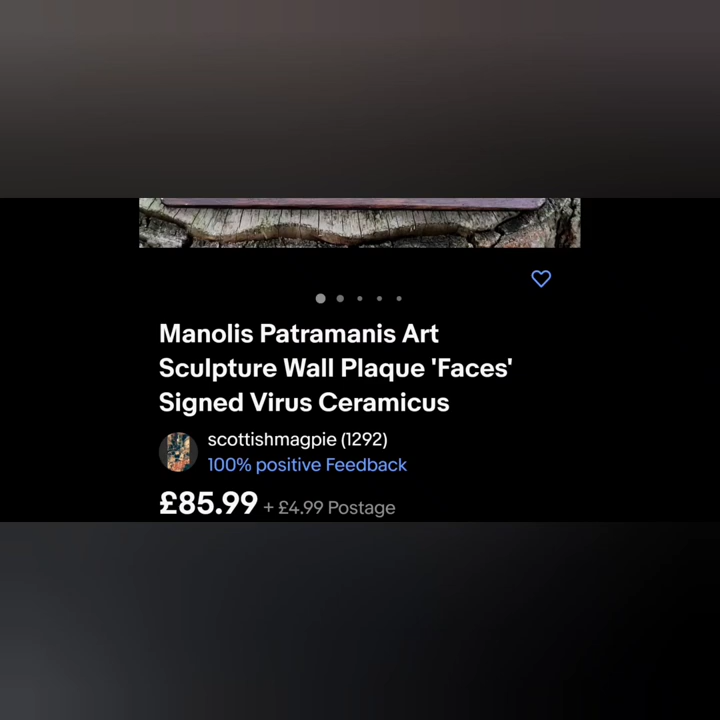 Manolis Patramanis Art
Sculpture Wall Plaque 'Faces'
Signed Virus Ceramicus
scottishmagpie (1292)
100% positive Feedback
£85.99 + £4.99 Postage